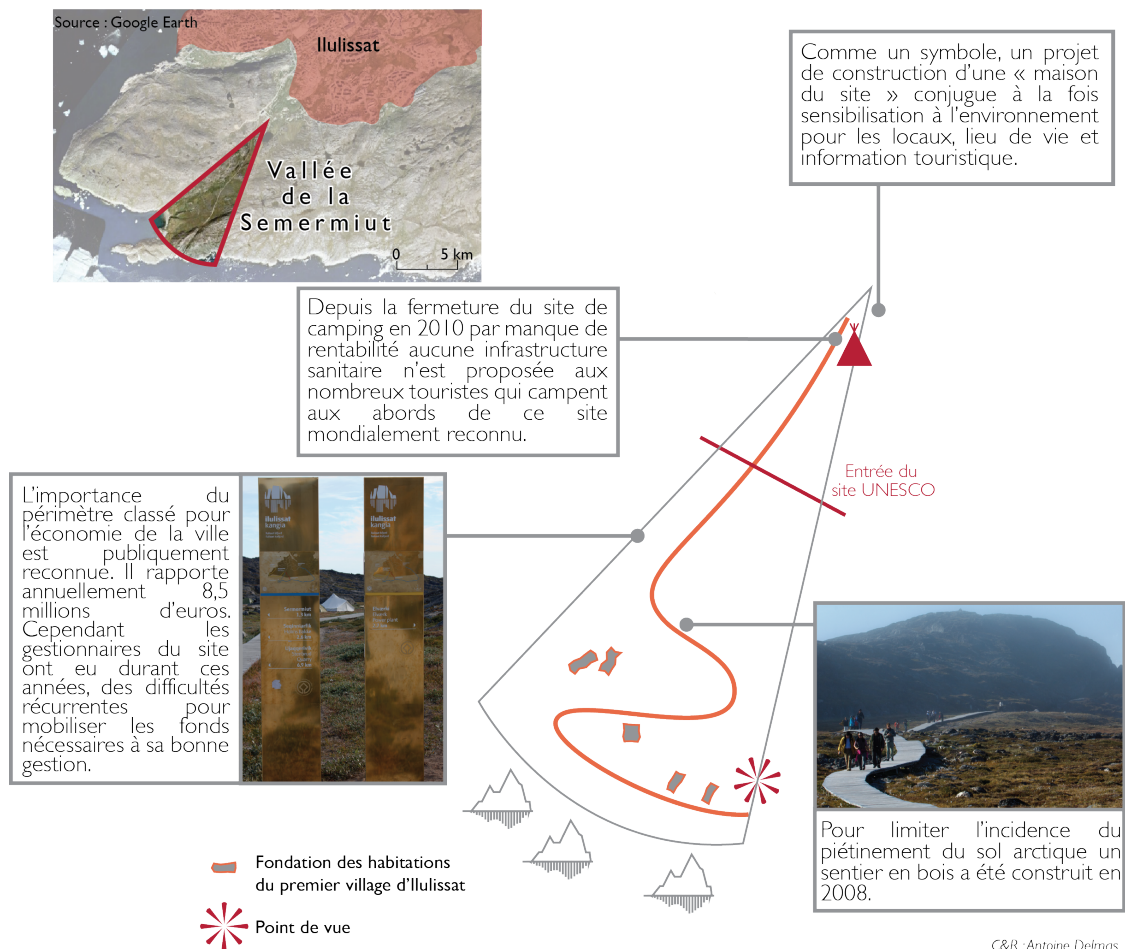 Source : Google Earth
Ilulissat
Vallée
de la
Semermiut
0 5 km
Comme un symbole, un projet
de construction d'une « maison
du site » conjugue à la fois
sensibilisation à l'environnement
pour les locaux, lieu de vie et
information touristique.
Depuis la fermeture du site de
camping en 2010 par manque de
rentabilité aucune infrastructure
sanitaire n'est proposée aux
nombreux touristes qui campent
aux abords de ce site
mondialement reconnu.
Entrée du
site UNESCO
L'importance du
périmètre classé pour
l'économie de la ville
est publiquement
reconnue. Il rapporte
annuellement 8,5
millions d'euros.
Cependant les
gestionnaires du site
ont eu durant ces
années, des difficultés
récurrentes pour
mobiliser les fonds
nécessaires à sa bonne
gestion.
ilulissat
kangia
ilulissat
kangia
Pour limiter l'incidence du
piétinement du sol arctique un
sentier en bois a été construit en
2008.
Fondation des habitations
du premier village d'Ilulissat
Point de vue
C&R : Antoine Delmas